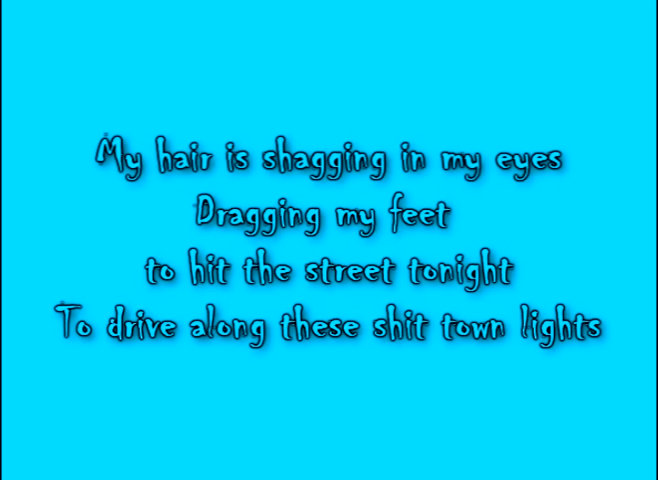 My hair is shagging in my eyes
Dragging my feet
to hit the street tonight
To drive along these shit town lights